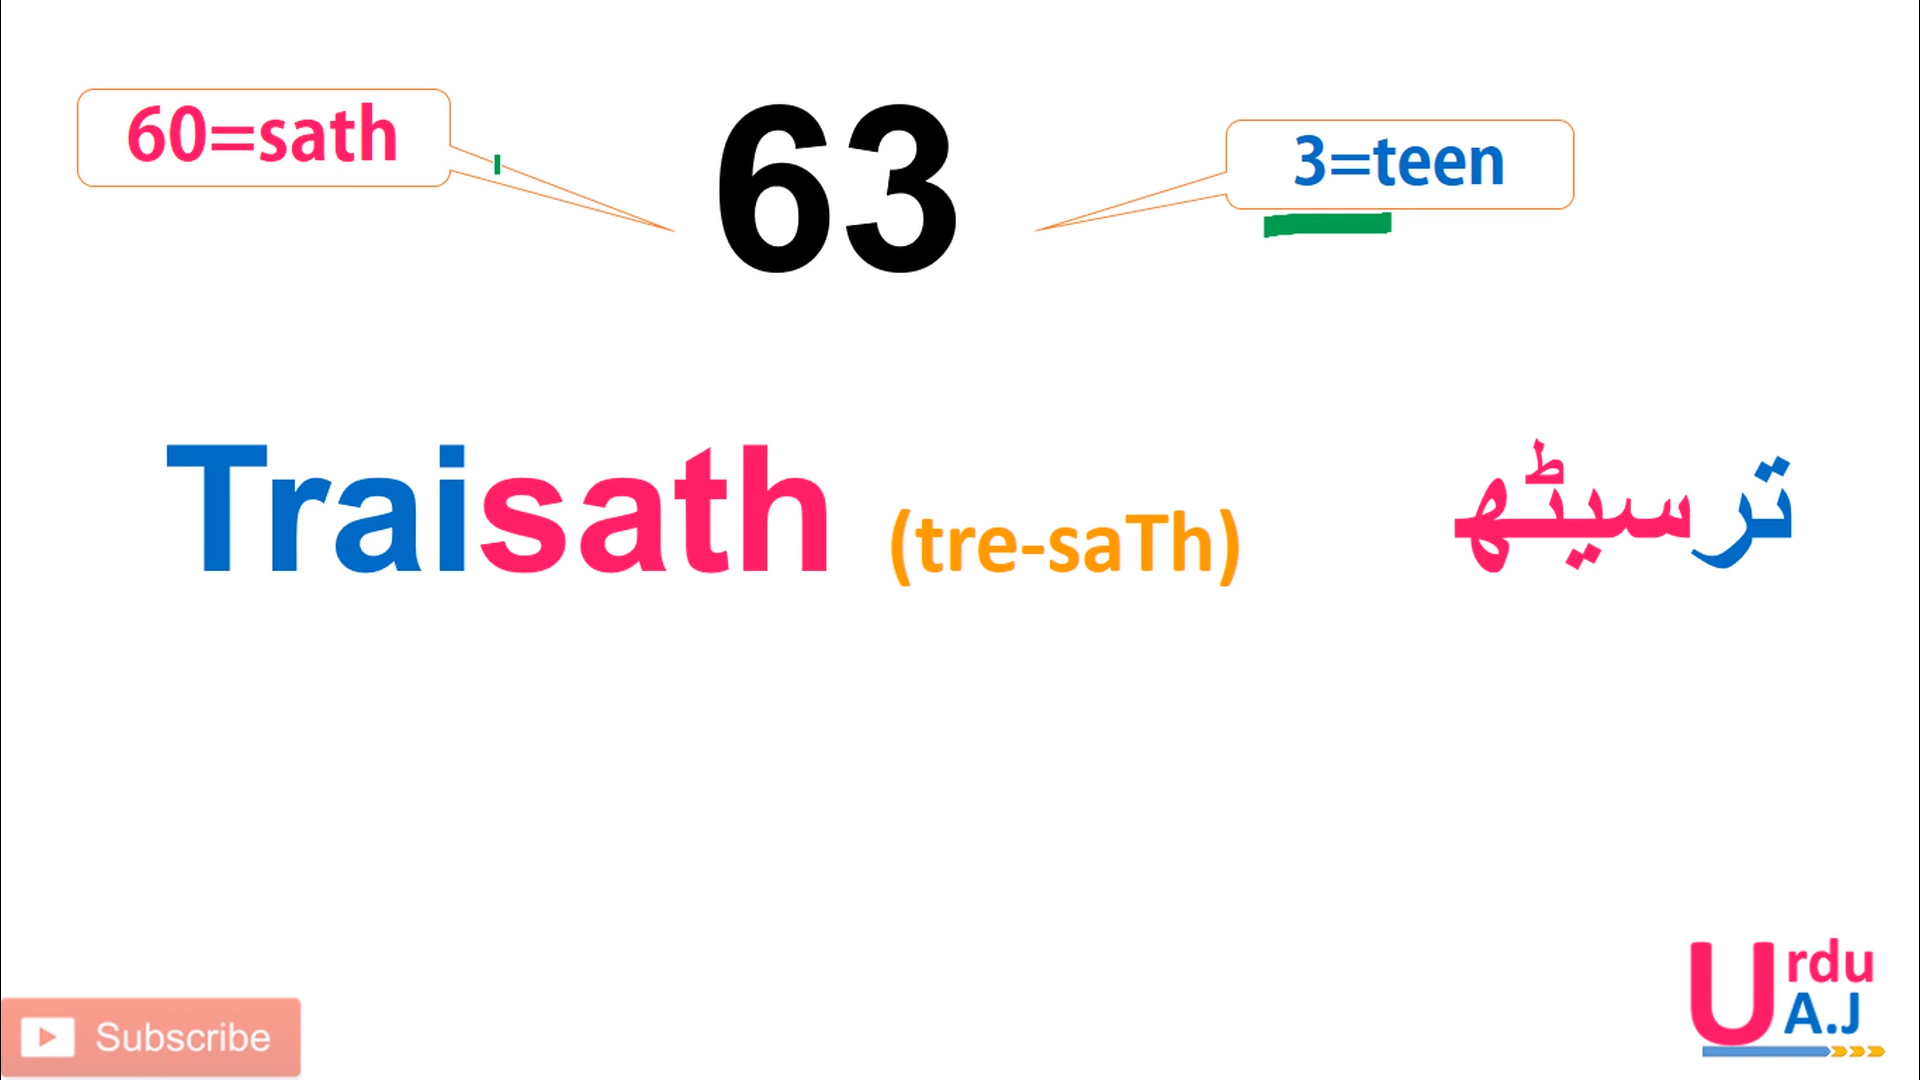 60=sath
63
3=teen
Traisath (tre-saTh) ترسیٹھ
Subscribe
Urdu
A.J